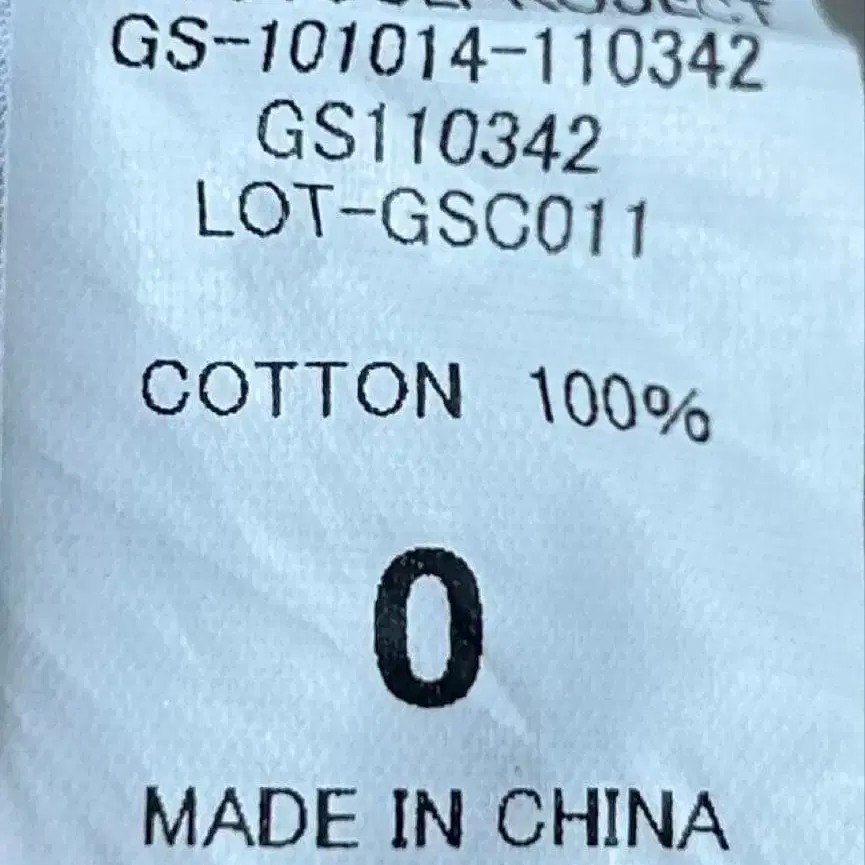 GS-101014-110342
GS110342
LOT-GSC011
COTTON 100%
0
MADE IN CHINA